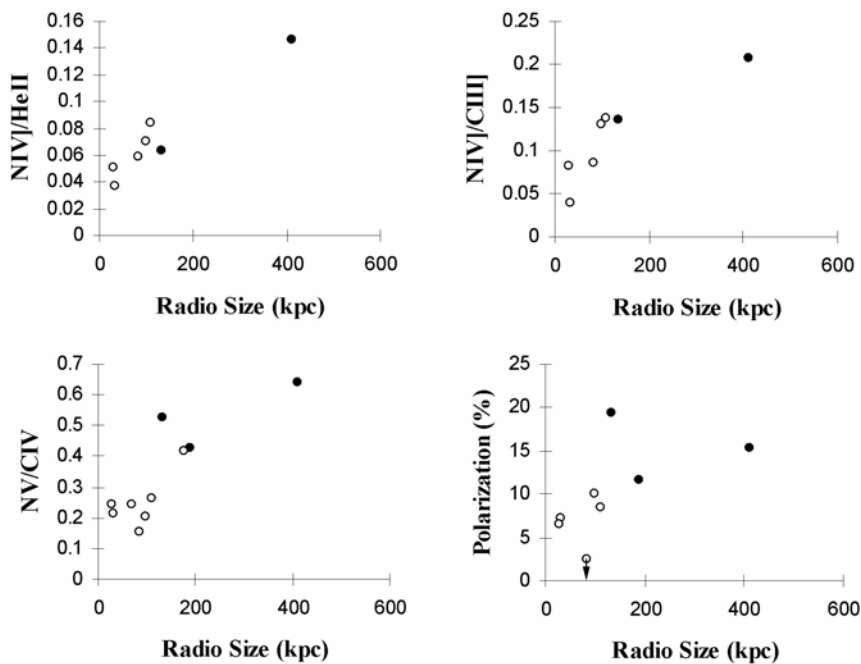 0.16
0.14
0.12
0.1
0.08
0.06
0.04
0.02
0
NIV]/HeII
0 200 400 600
Radio Size (kpc)
0.25
0.2
0.15
0.1
0.05
0
NIV]/CIII]
0 200 400 600
Radio Size (kpc)
0.7
0.6
0.5
0.4
0.3
0.2
0.1
0
NV/CIV
0 200 400 600
Radio Size (kpc)
25
20
15
10
5
0
Polarization (%)
0 200 400 600
Radio Size (kpc)